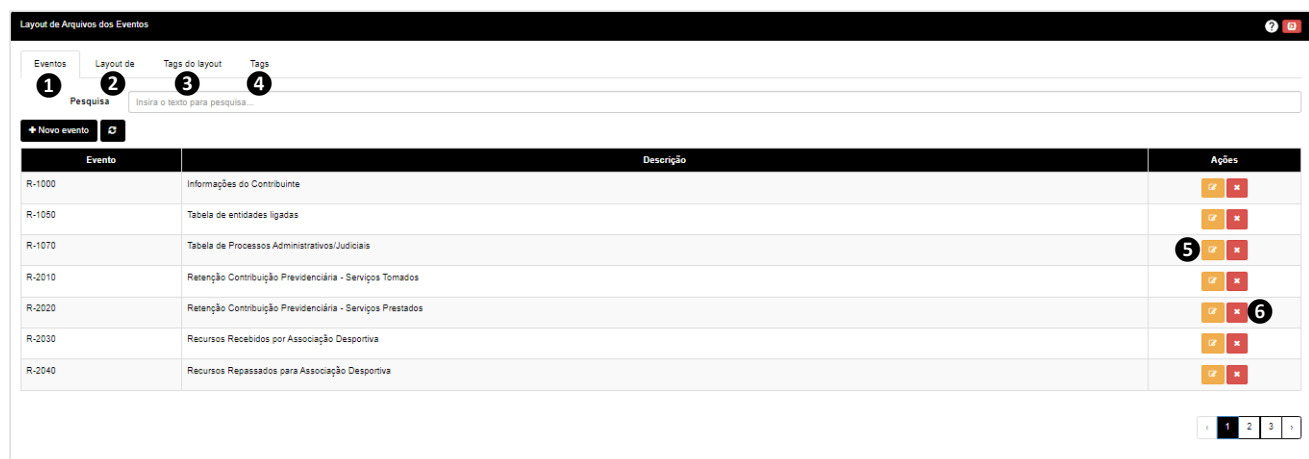 Layout de Arquivos dos Eventos ?
Eventos Layout de Tags do layout Tags
1 2 3 4
Pesquisa Insira o texto para pesquisa...
+ Novo evento
Evento Descrição Ações
R-1000 Informações do Contribuinte
R-1050 Tabela de entidades ligadas
R-1070 Tabela de Processos Administrativos/Judiciais 5
R-2010 Retenção Contribuição Previdenciária - Serviços Tomados
R-2020 Retenção Contribuição Previdenciária - Serviços Prestados 6
R-2030 Recursos Recebidos por Associação Desportiva
R-2040 Recursos Repassados para Associação Desportiva
‹ 1 2 3 ›